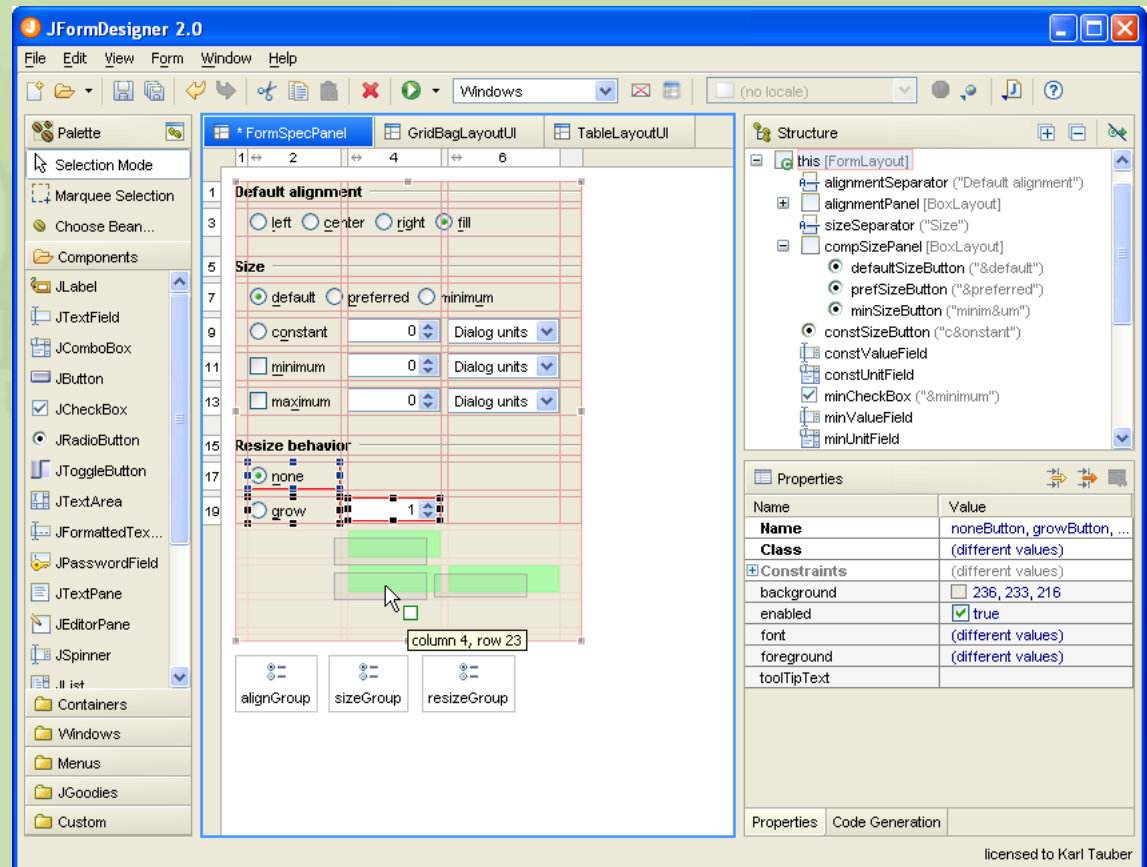 JFormDesigner 2.0
File Edit View Form Window Help
Windows
(no locale)
Palette
Selection Mode
Marquee Selection
Choose Bean...
Components
JLabel
JTextField
JComboBox
JButton
JCheckBox
JRadioButton
JToggleButton
JTextArea
JFormattedTex...
JPasswordField
JTextPane
JEditorPane
JSpinner
JList
Containers
Windows
Menus
JGoodies
Custom
* FormSpecPanel GridBagLayoutUI TableLayoutUI
1 2 4 6
1 Default alignment
3 left center right fill
5 Size
7 default preferred minimum
9 constant 0 Dialog units
11 minimum 0 Dialog units
13 maximum 0 Dialog units
15 Resize behavior
17 none
19 grow 1
column 4, row 23
alignGroup sizeGroup resizeGroup
Structure
this [FormLayout]
alignmentSeparator ("Default alignment")
alignmentPanel [BoxLayout]
sizeSeparator ("Size")
compSizePanel [BoxLayout]
defaultSizeButton ("&default")
prefSizeButton ("&preferred")
minSizeButton ("minim&um")
constSizeButton ("c&onstant")
constValueField
constUnitField
minCheckBox ("&minimum")
minValueField
minUnitField
Properties
Name Value
Name noneButton, growButton, ...
Class (different values)
Constraints (different values)
background 236, 233, 216
enabled true
font (different values)
foreground (different values)
toolTipText
Properties Code Generation
licensed to Karl Tauber